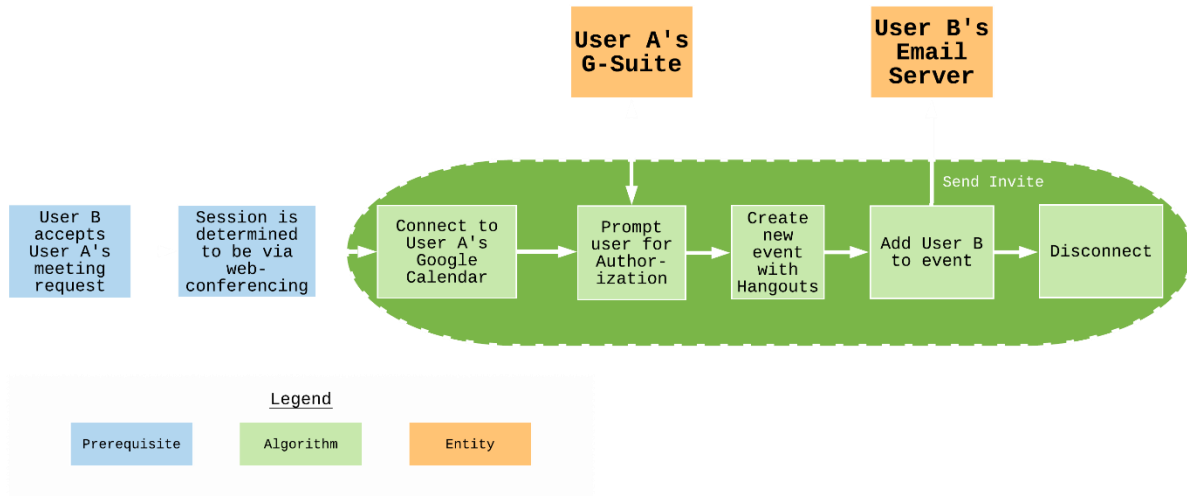 User A's
G-Suite
User B's
Email
Server
Send Invite
User B
accepts
User A's
meeting
request
Session is
determined
to be via
web-
conferencing
Connect to
User A's
Google
Calendar
Prompt
user for
Author-
ization
Create
new
event
with
Hangouts
Add User B
to event
Disconnect
Legend
Prerequisite
Algorithm
Entity